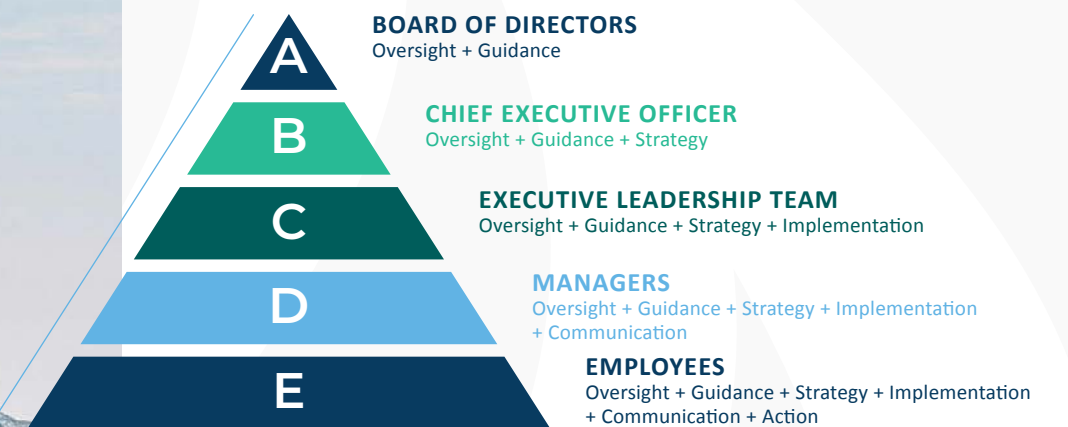 A
BOARD OF DIRECTORS
Oversight + Guidance
B
CHIEF EXECUTIVE OFFICER
Oversight + Guidance + Strategy
C
EXECUTIVE LEADERSHIP TEAM
Oversight + Guidance + Strategy + Implementation
D
MANAGERS
Oversight + Guidance + Strategy + Implementation
+ Communication
E
EMPLOYEES
Oversight + Guidance + Strategy + Implementation
+ Communication + Action